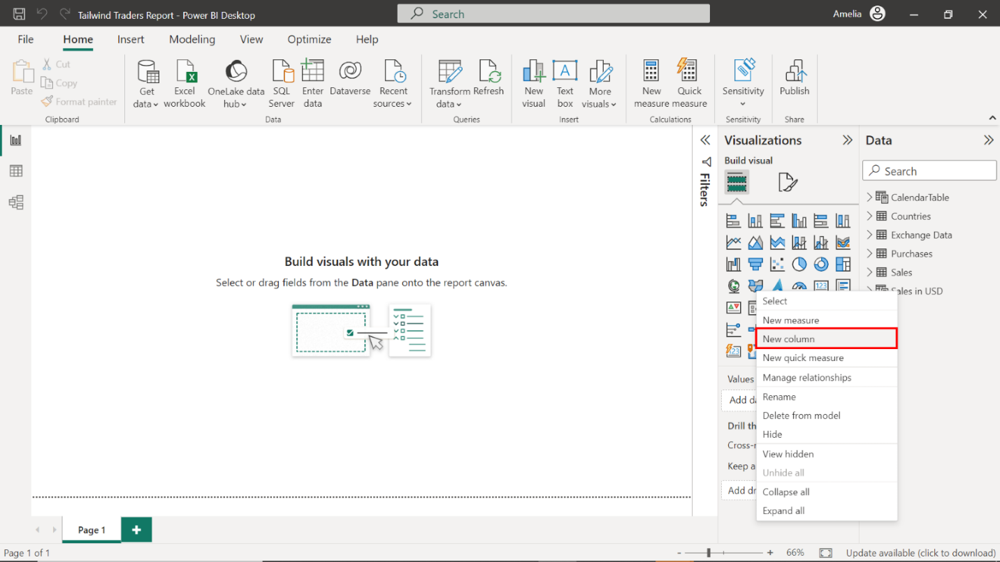 Tailwind Traders Report - Power BI Desktop
Search
Amelia
File Home Insert Modeling View Optimize Help
Paste
Cut
Copy
Format painter
Clipboard
Get data
Excel workbook
OneLake data hub
SQL Server
Enter data
Dataverse
Recent sources
Data
Transform data
Refresh
Queries
New visual
Text box
More visuals
Insert
New measure
Quick measure
Calculations
Sensitivity
Sensitivity
Publish
Share
Build visuals with your data
Select or drag fields from the Data pane onto the report canvas.
Filters
Visualizations
Build visual
Values
Add da
Drill th
Cross-r
Keep a
Add dr
Data
Search
CalendarTable
Countries
Exchange Data
Purchases
Sales
Sales in USD
Select
New measure
New column
New quick measure
Manage relationships
Rename
Delete from model
Hide
View hidden
Unhide all
Collapse all
Expand all
Page 1
Page 1 of 1
- + 66%
Update available (click to download)